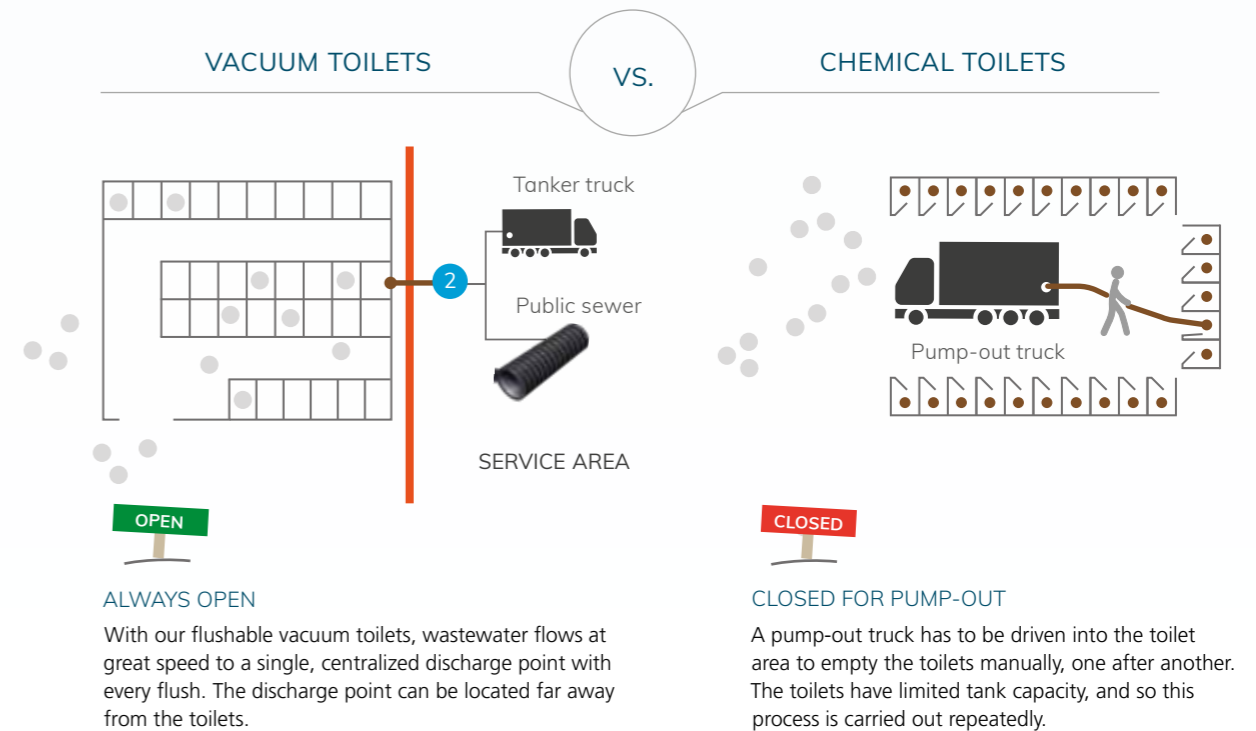 VACUUM TOILETS
VS.
CHEMICAL TOILETS
Tanker truck
2
Public sewer
SERVICE AREA
Pump-out truck
OPEN
ALWAYS OPEN
With our flushable vacuum toilets, wastewater flows at
great speed to a single, centralized discharge point with
every flush. The discharge point can be located far away
from the toilets.
CLOSED
CLOSED FOR PUMP-OUT
A pump-out truck has to be driven into the toilet
area to empty the toilets manually, one after another.
The toilets have limited tank capacity, and so this
process is carried out repeatedly.